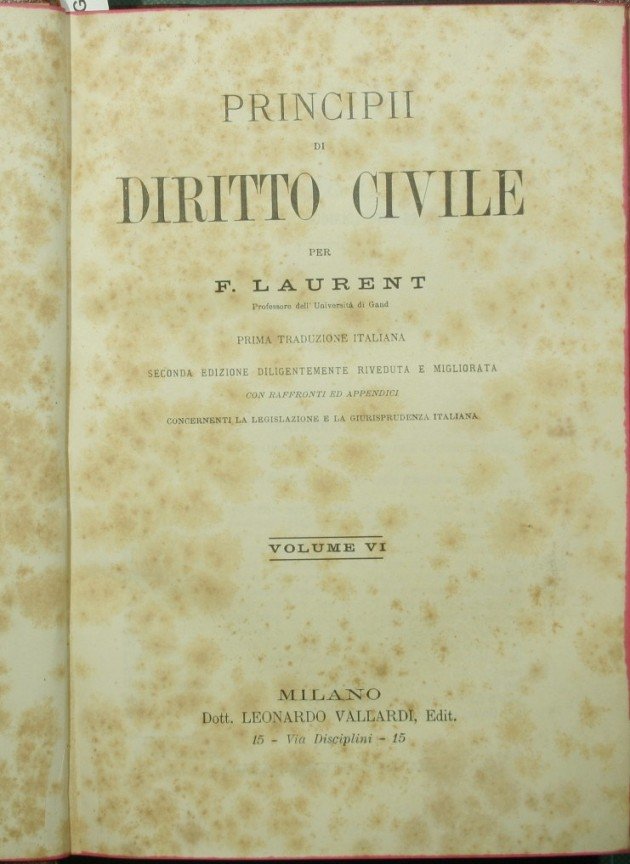 G
PRINCIPII
DI
DIRITTO CIVILE
PER
F. LAURENT
Professore dell' Università di Gand
PRIMA TRADUZIONE ITALIANA
SECONDA EDIZIONE DILIGENTEMENTE RIVEDUTA E MIGLIORATA
CON RAFFRONTI ED APPENDICI
CONCERNENTI LA LEGISLAZIONE E LA GIURISPRUDENZA ITALIANA
VOLUME VI
MILANO
Dott. LEONARDO VALLARDI, Edit.
15 - Via Disciplini - 15